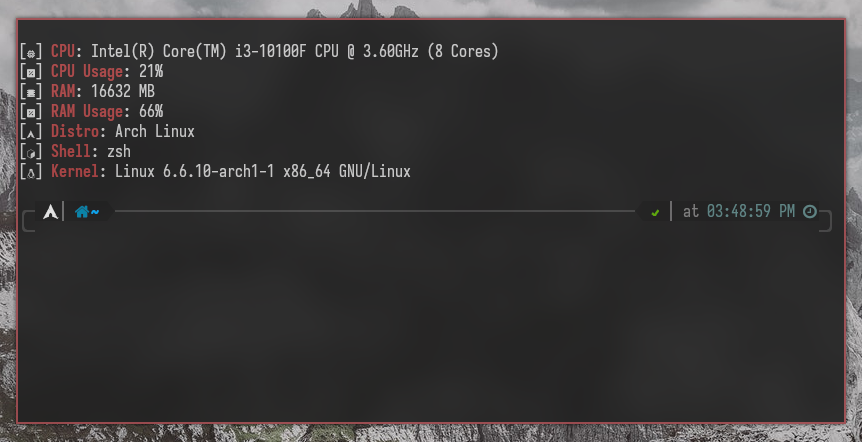 [] CPU: Intel(R) Core(TM) i3-10100F CPU @ 3.60GHz (8 Cores)
[] CPU Usage: 21%
[] RAM: 16632 MB
[] RAM Usage: 66%
[] Distro: Arch Linux
[] Shell: zsh
[] Kernel: Linux 6.6.10-arch1-1 x86_64 GNU/Linux
~ at 03:48:59 PM